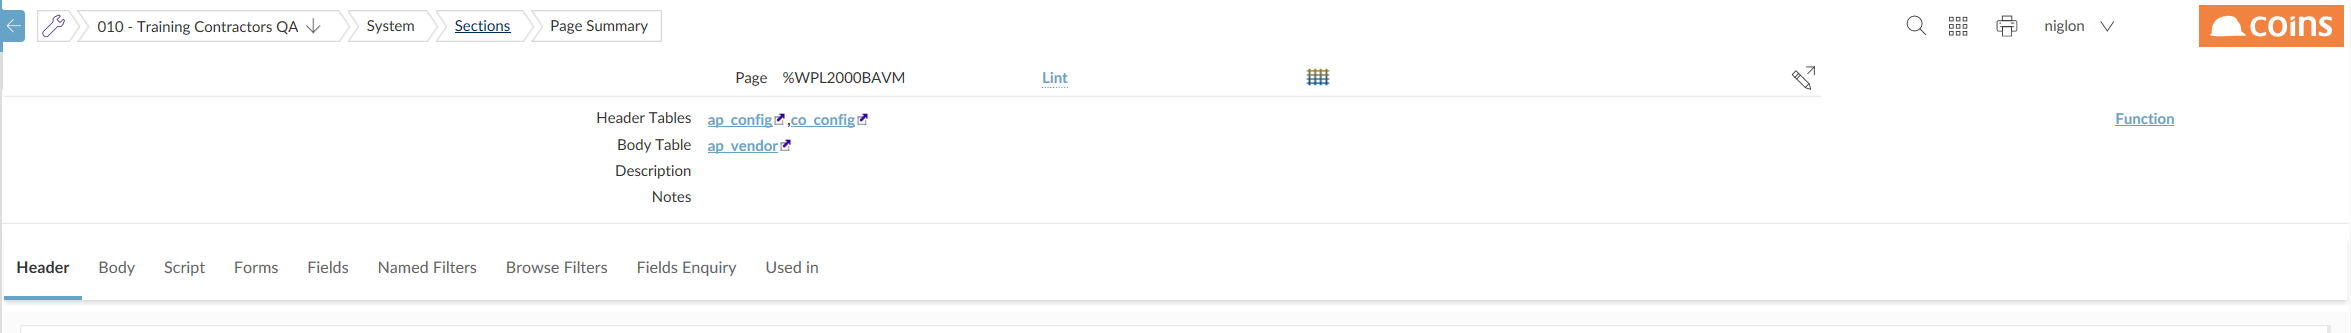 010 - Training Contractors QA System Sections Page Summary niglon coins
Page %WPL2000BAVM Lint
Header Tables ap_config,co_config Function
Body Table ap_vendor
Description
Notes
Header Body Script Forms Fields Named Filters Browse Filters Fields Enquiry Used in